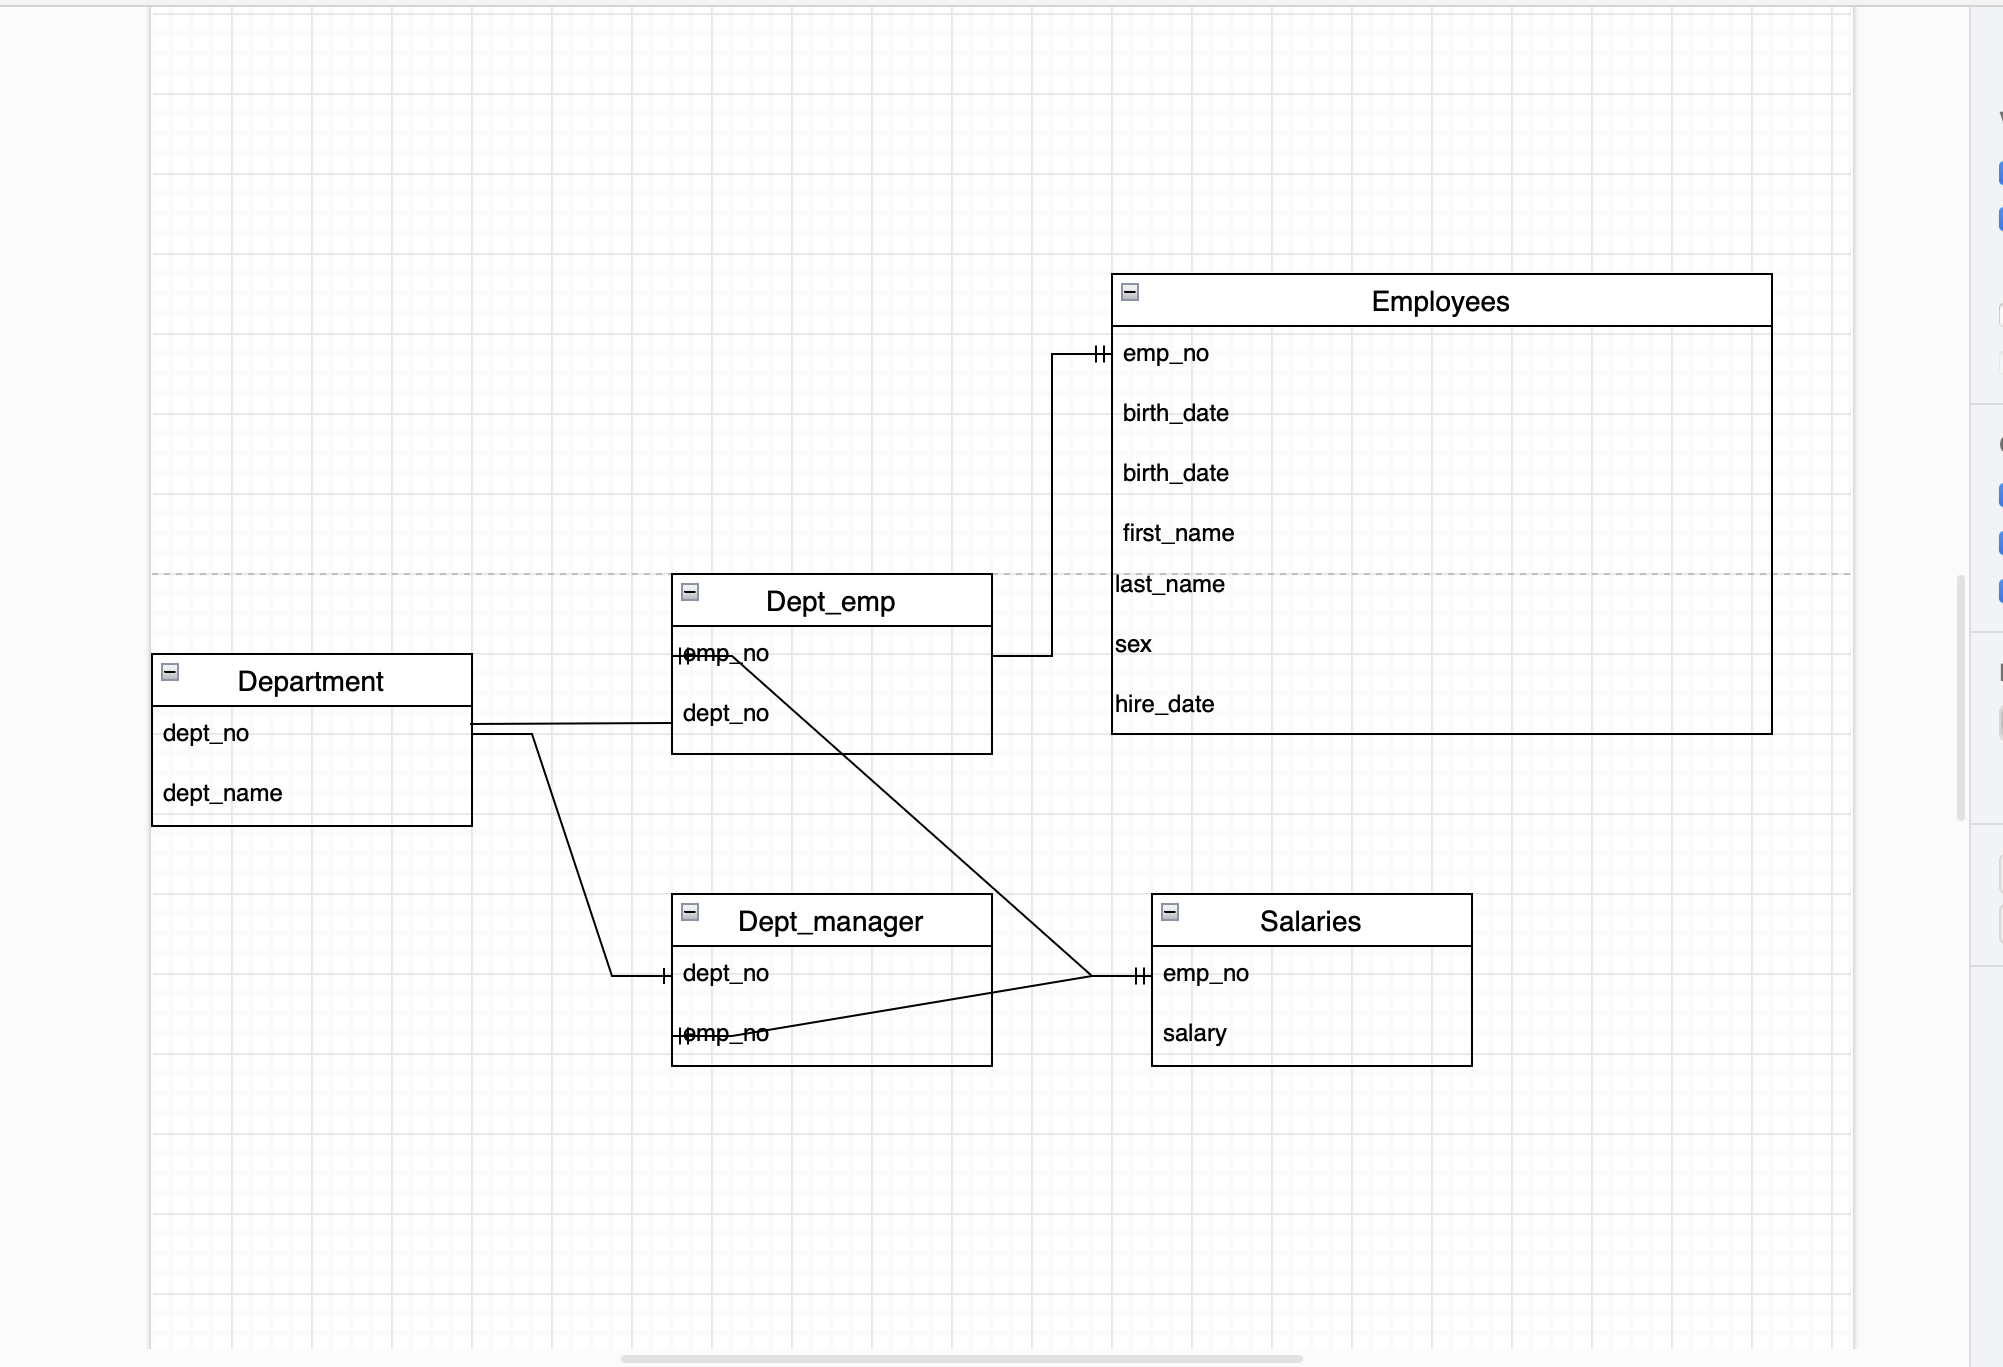 Employees
emp_no
birth_date
birth_date
first_name
last_name
sex
hire_date
Dept_emp
emp_no
dept_no
Department
dept_no
dept_name
Dept_manager
dept_no
emp_no
Salaries
emp_no
salary